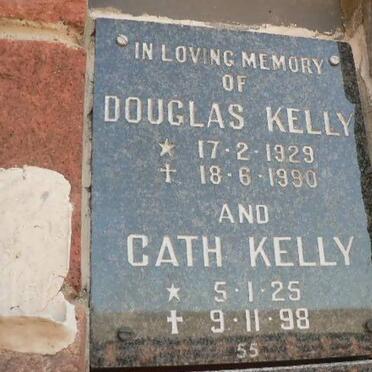 IN LOVING MEMORY
OF
DOUGLAS KELLY
★ 17·2·1929
✝ 18·6·1990
AND
CATH KELLY
★ 5·1·25
✝ 9·11·98
55